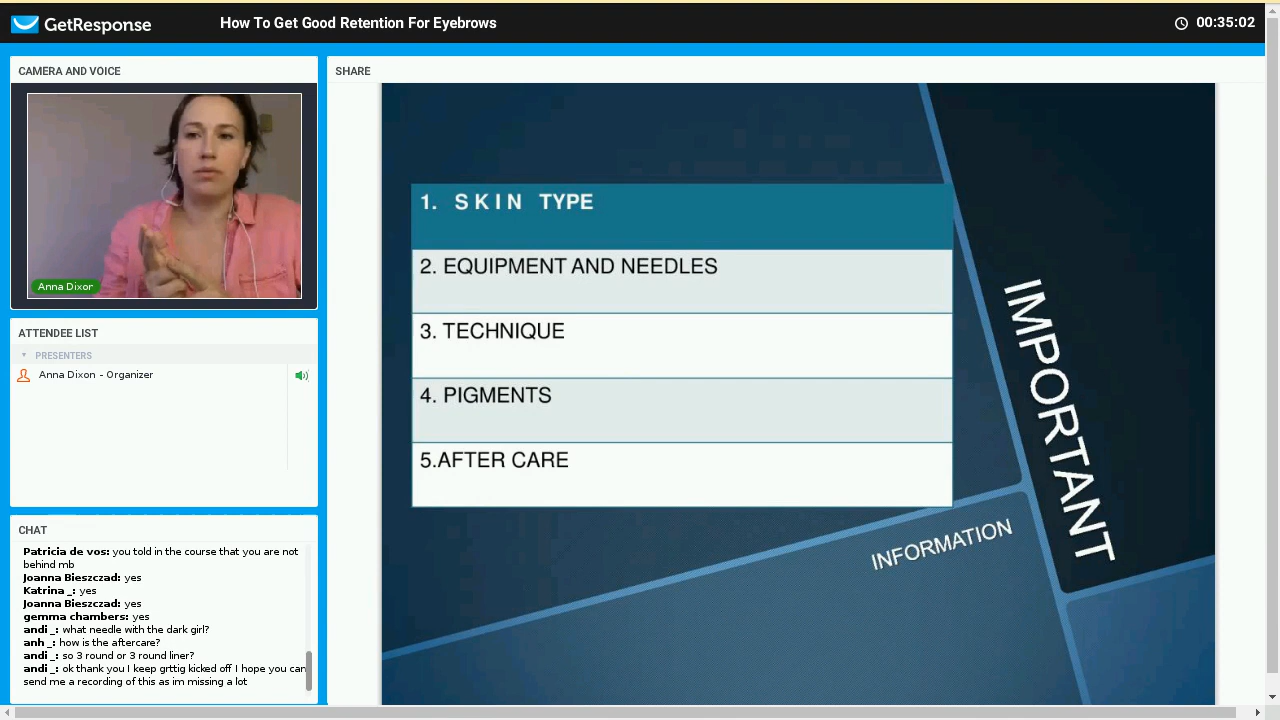 GetResponse
How To Get Good Retention For Eyebrows
00:35:02
CAMERA AND VOICE
Anna Dixon
ATTENDEE LIST
PRESENTERS
Anna Dixon - Organizer
CHAT
Patricia de vos: you told in the course that you are not
behind mb
Joanna Bieszczad: yes
Katrina _: yes
Joanna Bieszczad: yes
gemma chambers: yes
andi _: what needle with the dark girl?
anh _: how is the aftercare?
andi _: so 3 round or 3 round liner?
andi _: ok thank you I keep grttig kicked off I hope you can
send me a recording of this as im missing a lot
SHARE
1. SKIN TYPE
2. EQUIPMENT AND NEEDLES
3. TECHNIQUE
4. PIGMENTS
5.AFTER CARE
IMPORTANT
INFORMATION